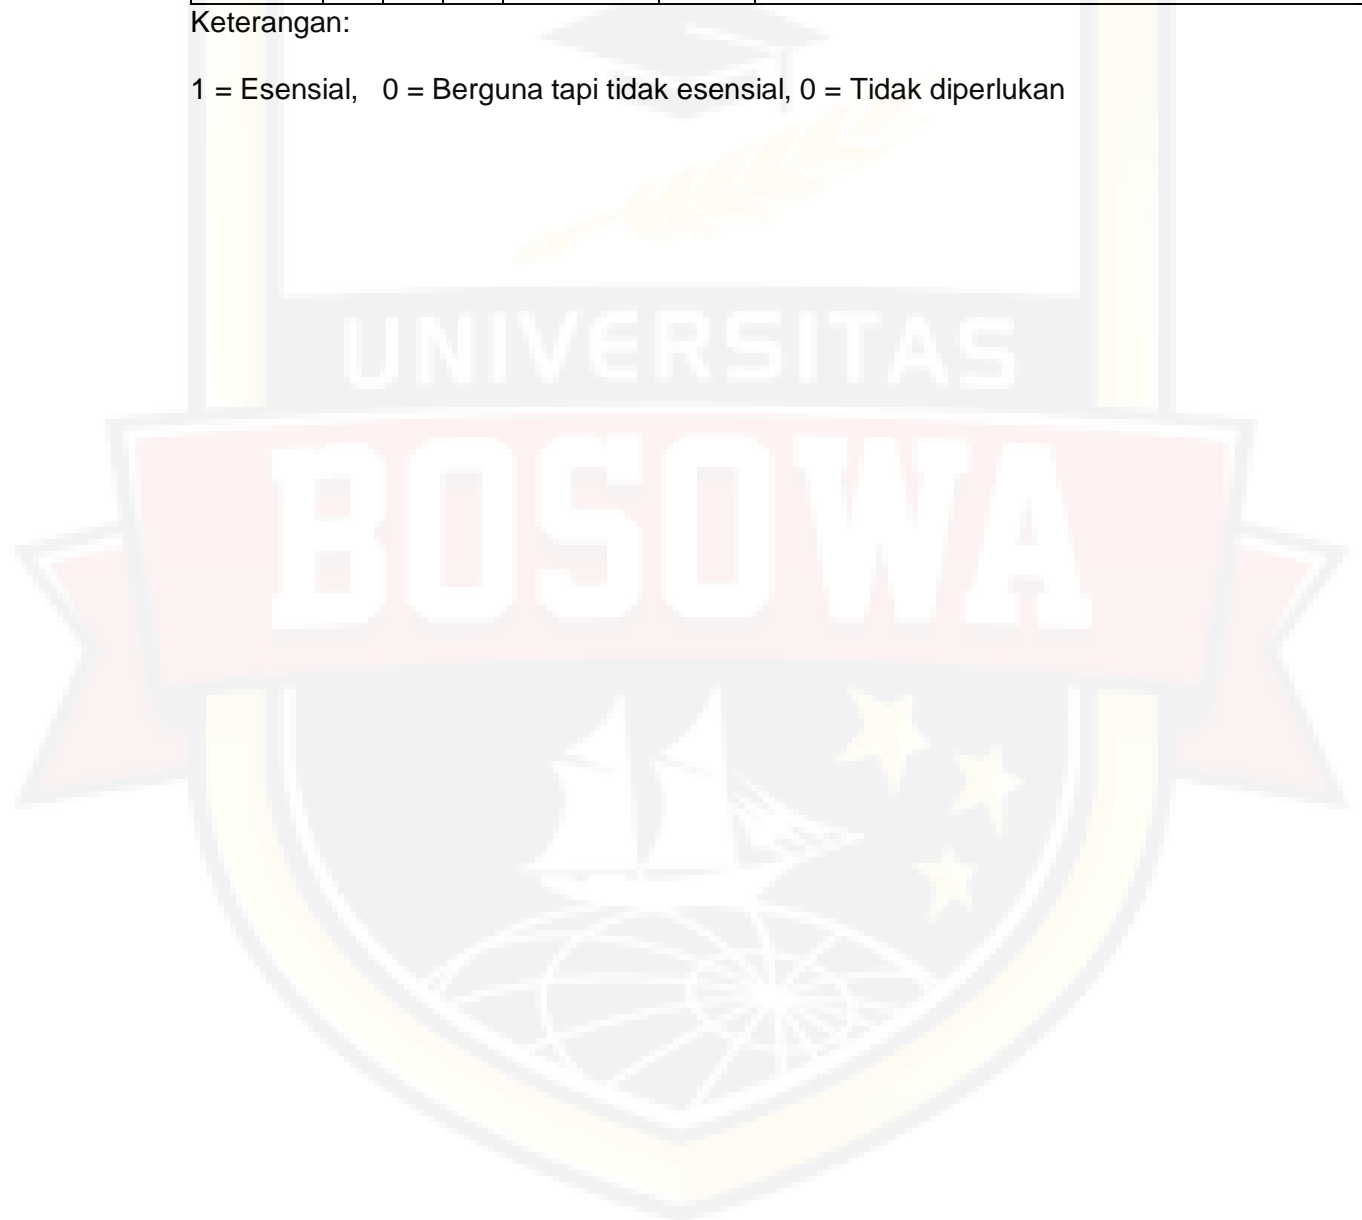 Keterangan:
1 = Esensial, 0 = Berguna tapi tidak esensial, 0 = Tidak diperlukan
UNIVERSITAS
BOSOWA